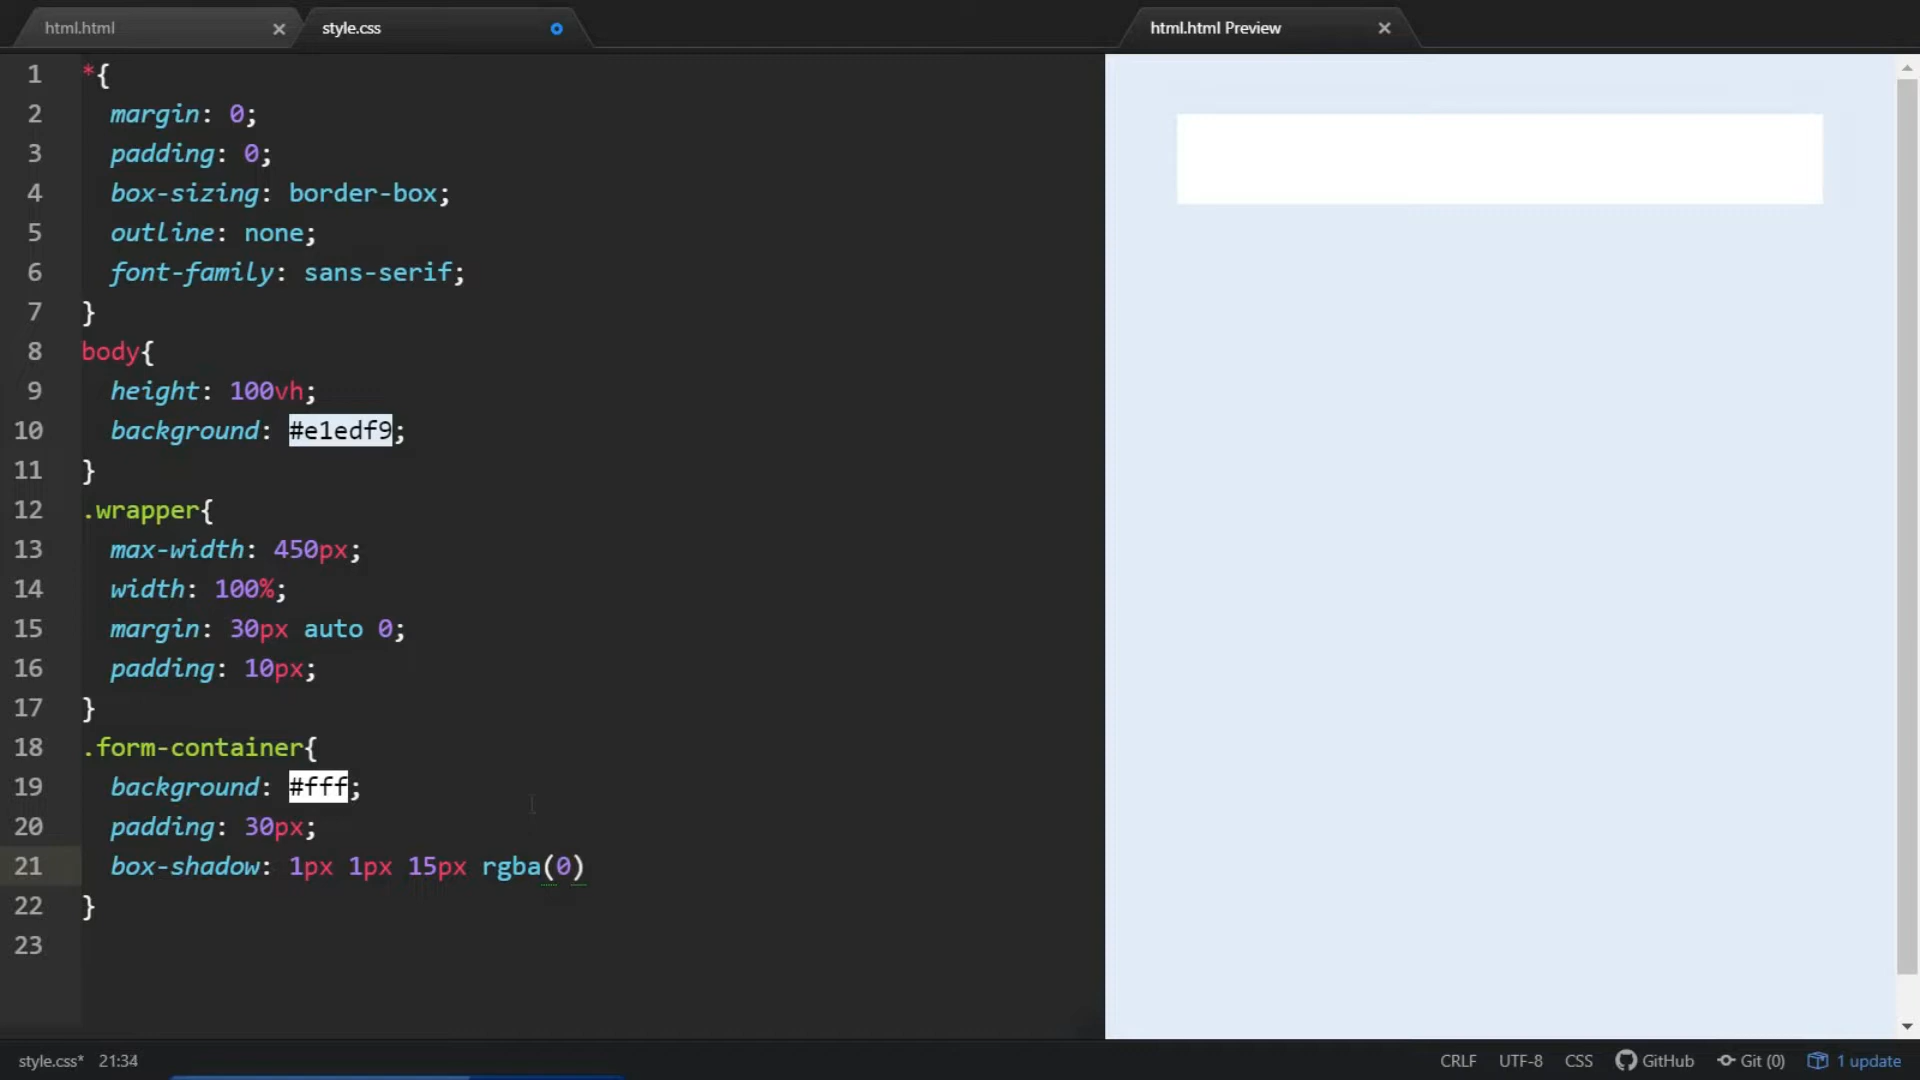 html.html
style.css
html.html Preview
1 *{
2 margin: 0;
3 padding: 0;
4 box-sizing: border-box;
5 outline: none;
6 font-family: sans-serif;
7 }
8 body{
9 height: 100vh;
10 background: #e1edf9;
11 }
12 .wrapper{
13 max-width: 450px;
14 width: 100%;
15 margin: 30px auto 0;
16 padding: 10px;
17 }
18 .form-container{
19 background: #fff;
20 padding: 30px;
21 box-shadow: 1px 1px 15px rgba(0)
22 }
23
style.css* 21:34 CRLF UTF-8 CSS GitHub Git (0) 1 update